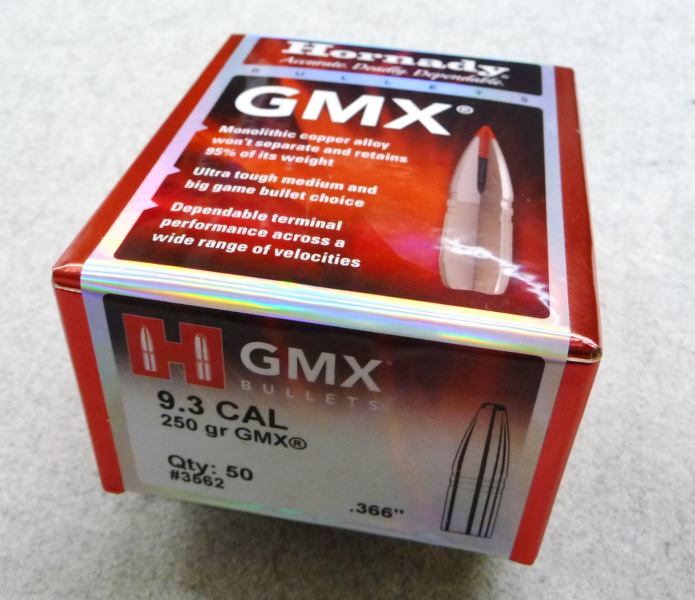 Hornady
Accurate. Deadly. Dependable.
BULLETS
GMX®
Monolithic copper alloy
won't separate and retains
95% of its weight
Ultra tough medium and
big game bullet choice
Dependable terminal
performance across a
wide range of velocities
H
GMX
BULLETS
9.3 CAL
250 gr GMX®
Qty: 50
#3562
.366"